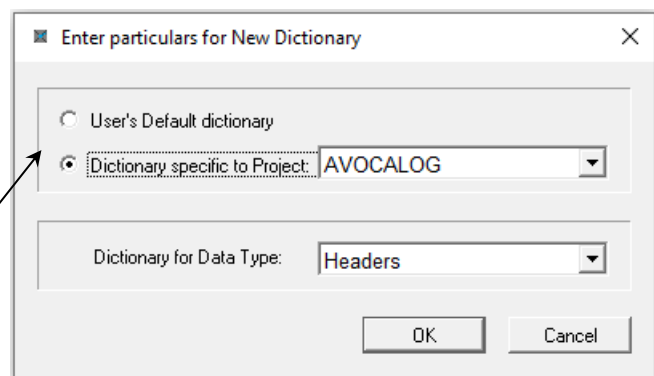 Enter particulars for New Dictionary
User's Default dictionary
Dictionary specific to Project: AVOCALOG
Dictionary for Data Type: Headers
OK Cancel